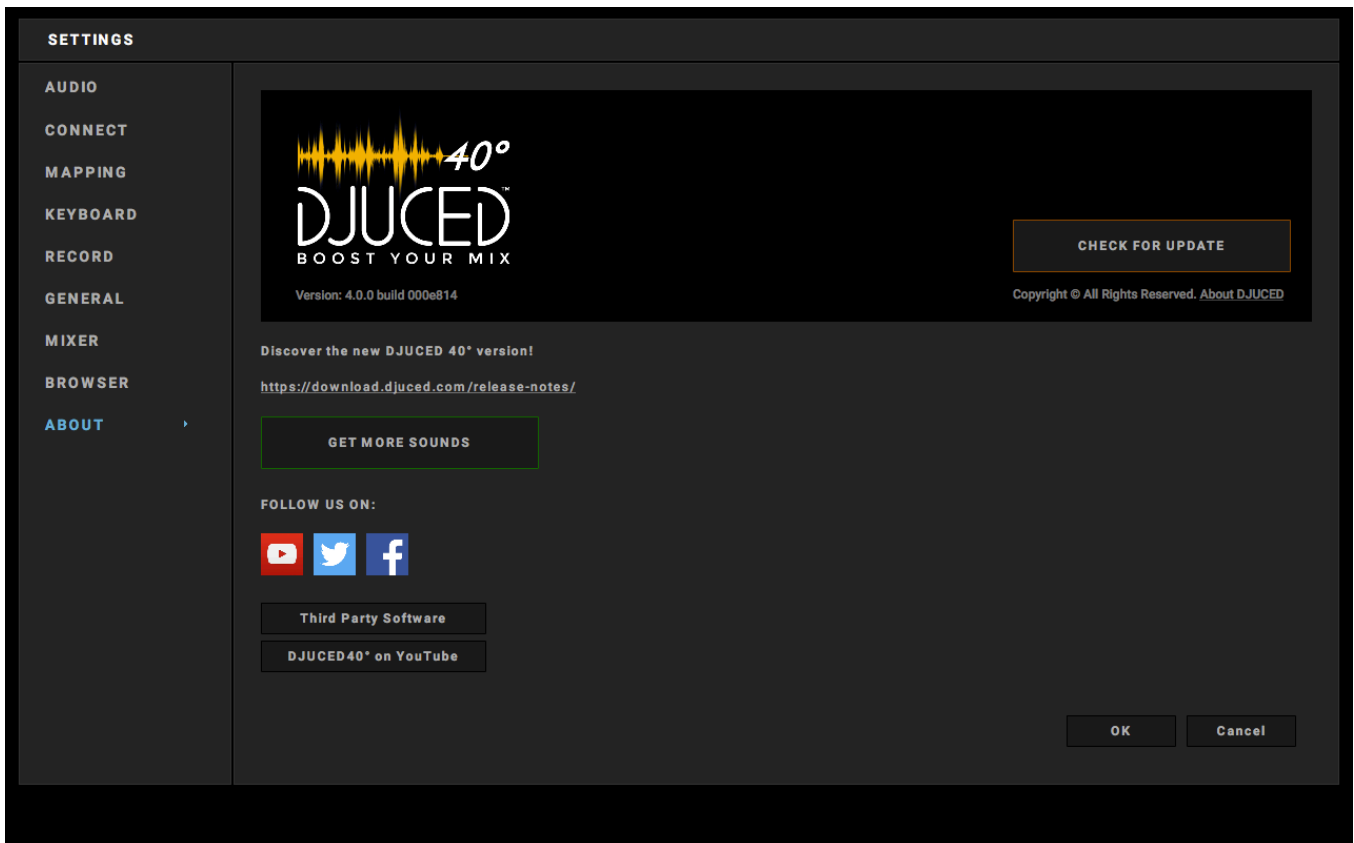 SETTINGS
AUDIO
CONNECT
MAPPING
KEYBOARD
RECORD
GENERAL
MIXER
BROWSER
ABOUT
40°
DJUCED™
BOOST YOUR MIX
Version: 4.0.0 build 000e814
CHECK FOR UPDATE
Copyright © All Rights Reserved. About DJUCED
Discover the new DJUCED 40° version!
https://download.djuced.com/release-notes/
GET MORE SOUNDS
FOLLOW US ON:
Third Party Software
DJUCED40° on YouTube
OK Cancel